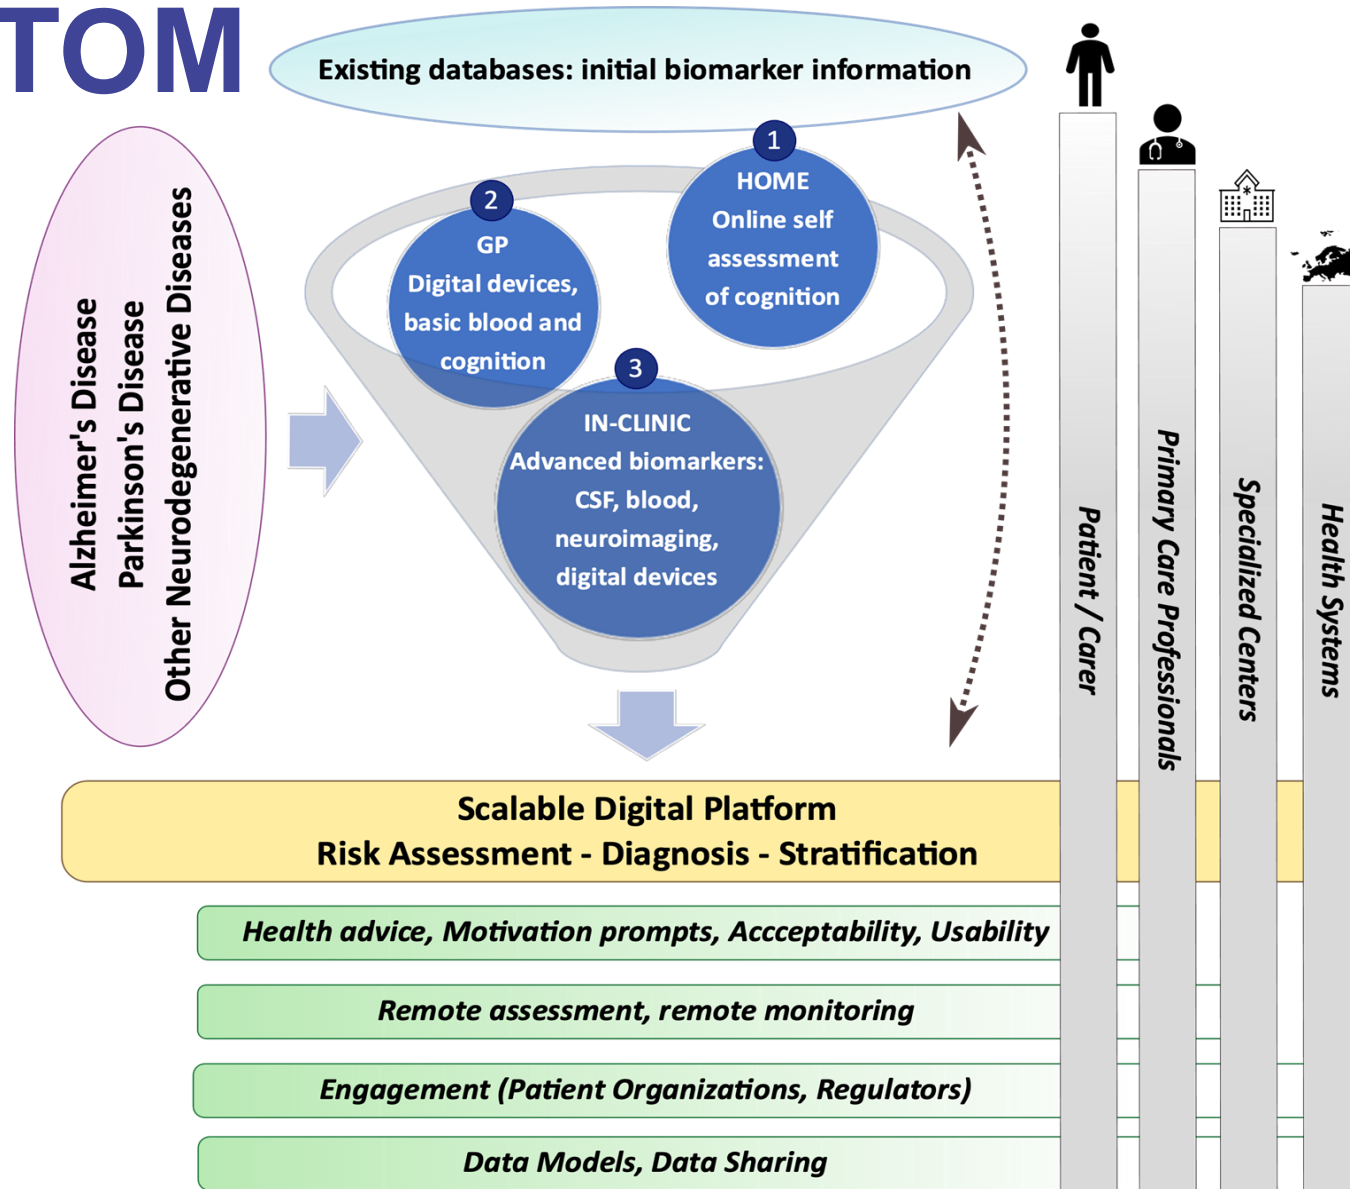 TOM
Existing databases: initial biomarker information
Alzheimer's Disease
Parkinson's Disease
Other Neurodegenerative Diseases
1
HOME
Online self
assessment
of cognition
2
GP
Digital devices,
basic blood and
cognition
3
IN-CLINIC
Advanced biomarkers:
CSF, blood,
neuroimaging,
digital devices
Patient / Carer
Primary Care Professionals
Specialized Centers
Health Systems
Scalable Digital Platform
Risk Assessment - Diagnosis - Stratification
Health advice, Motivation prompts, Accceptability, Usability
Remote assessment, remote monitoring
Engagement (Patient Organizations, Regulators)
Data Models, Data Sharing